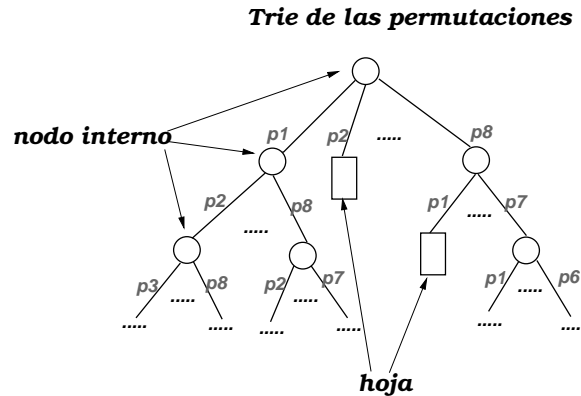 Trie de las permutaciones
nodo interno
p1
p2
.....
p8
p2
.....
p8
p1
.....
p7
p3
.....
p8
p2
.....
p7
p1
.....
p6
.....
.....
.....
.....
.....
.....
hoja